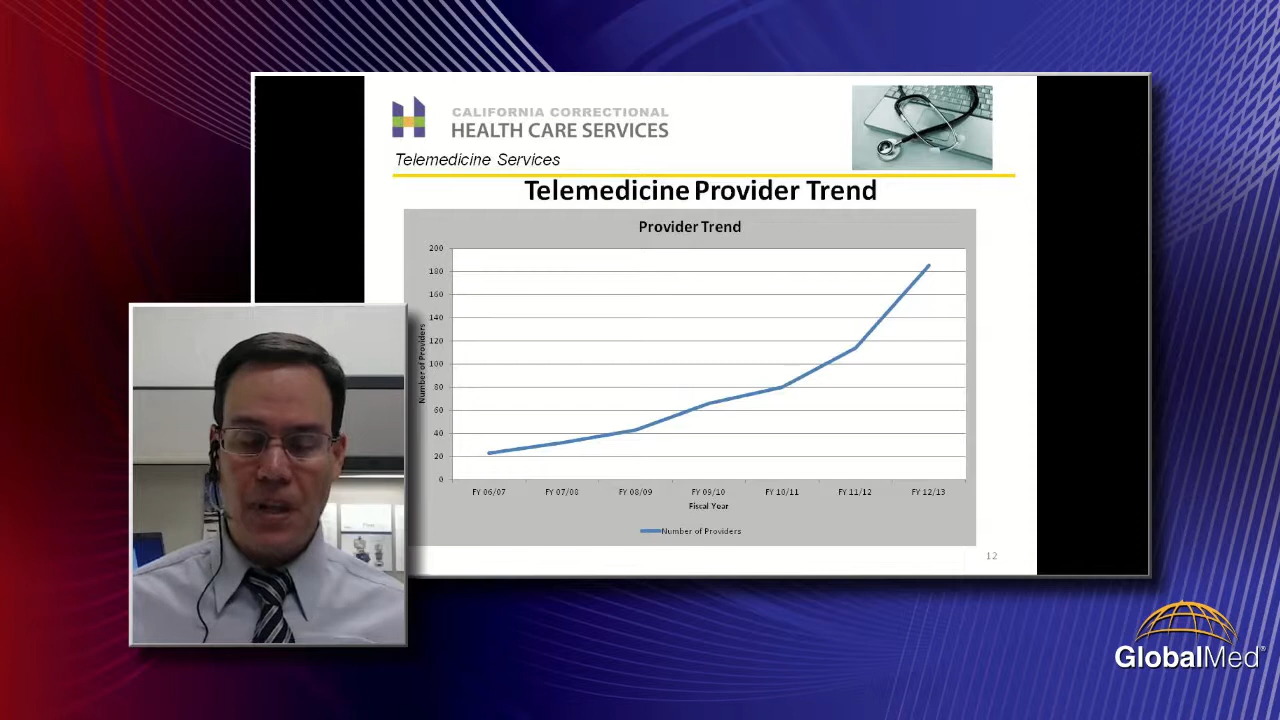 CALIFORNIA CORRECTIONAL
HEALTH CARE SERVICES
Telemedicine Services
Telemedicine Provider Trend
Provider Trend
200
180
160
140
120
100
80
60
40
20
0
Number of Providers
FY 06/07 FY 07/08 FY 08/09 FY 09/10 FY 10/11 FY 11/12 FY 12/13
Fiscal Year
Number of Providers
12
GlobalMed®